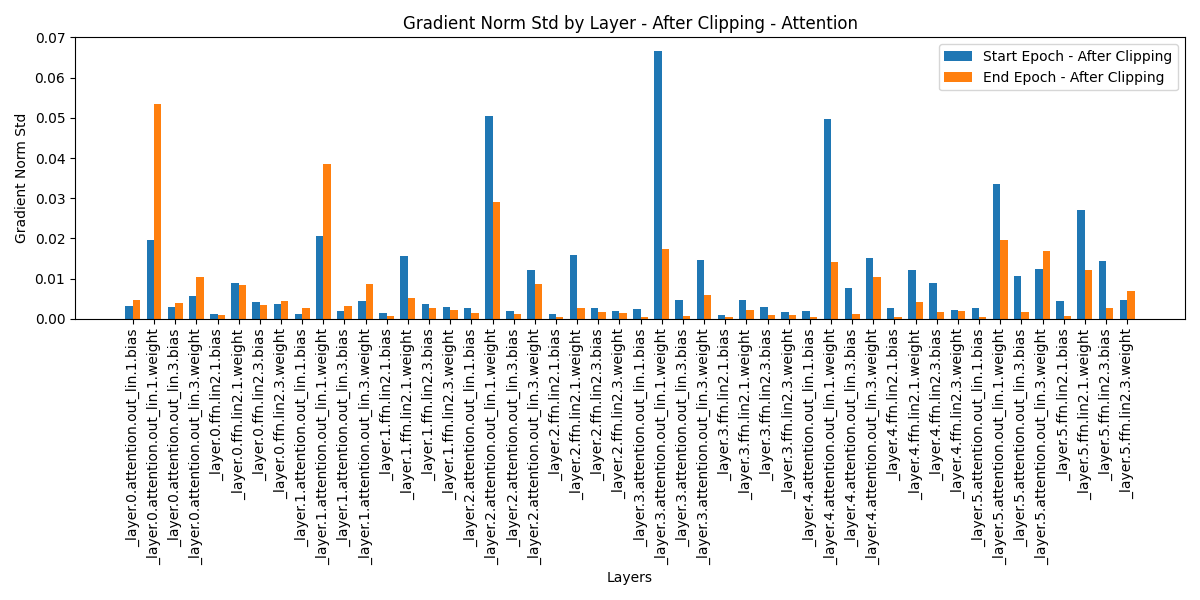 Gradient Norm Std by Layer - After Clipping - Attention
Start Epoch - After Clipping
End Epoch - After Clipping
Gradient Norm Std
0.07
0.06
0.05
0.04
0.03
0.02
0.01
0.00
_layer.0.attention.out_lin.1.bias
_layer.0.attention.out_lin.1.weight
_layer.0.attention.out_lin.3.bias
_layer.0.attention.out_lin.3.weight
_layer.0.ffn.lin2.1.bias
_layer.0.ffn.lin2.1.weight
_layer.0.ffn.lin2.3.bias
_layer.0.ffn.lin2.3.weight
_layer.1.attention.out_lin.1.bias
_layer.1.attention.out_lin.1.weight
_layer.1.attention.out_lin.3.bias
_layer.1.attention.out_lin.3.weight
_layer.1.ffn.lin2.1.bias
_layer.1.ffn.lin2.1.weight
_layer.1.ffn.lin2.3.bias
_layer.1.ffn.lin2.3.weight
_layer.2.attention.out_lin.1.bias
_layer.2.attention.out_lin.1.weight
_layer.2.attention.out_lin.3.bias
_layer.2.attention.out_lin.3.weight
_layer.2.ffn.lin2.1.bias
_layer.2.ffn.lin2.1.weight
_layer.2.ffn.lin2.3.bias
_layer.2.ffn.lin2.3.weight
_layer.3.attention.out_lin.1.bias
_layer.3.attention.out_lin.1.weight
_layer.3.attention.out_lin.3.bias
_layer.3.attention.out_lin.3.weight
_layer.3.ffn.lin2.1.bias
_layer.3.ffn.lin2.1.weight
_layer.3.ffn.lin2.3.bias
_layer.3.ffn.lin2.3.weight
_layer.4.attention.out_lin.1.bias
_layer.4.attention.out_lin.1.weight
_layer.4.attention.out_lin.3.bias
_layer.4.attention.out_lin.3.weight
_layer.4.ffn.lin2.1.bias
_layer.4.ffn.lin2.1.weight
_layer.4.ffn.lin2.3.bias
_layer.4.ffn.lin2.3.weight
_layer.5.attention.out_lin.1.bias
_layer.5.attention.out_lin.1.weight
_layer.5.attention.out_lin.3.bias
_layer.5.attention.out_lin.3.weight
_layer.5.ffn.lin2.1.bias
_layer.5.ffn.lin2.1.weight
_layer.5.ffn.lin2.3.bias
_layer.5.ffn.lin2.3.weight
Layers